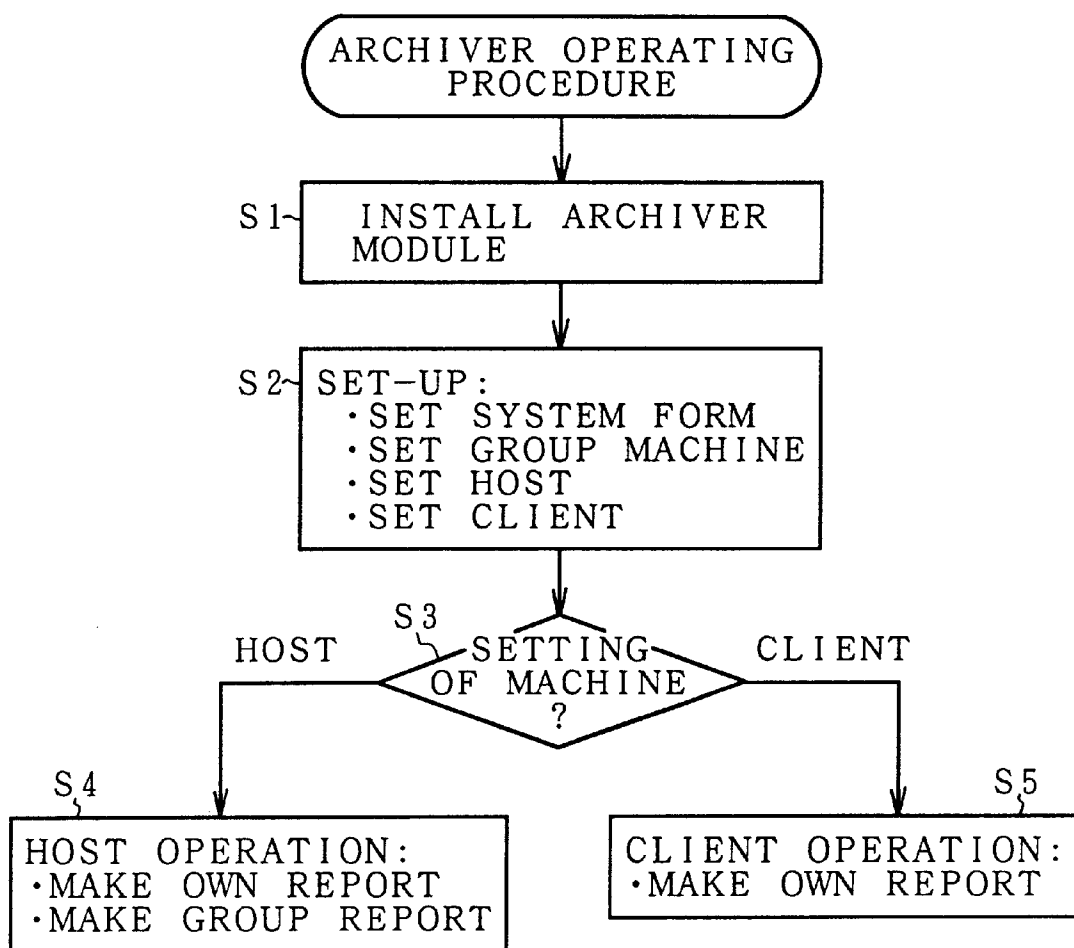 ARCHIVER OPERATING
PROCEDURE
S1
INSTALL ARCHIVER
MODULE
S2
SET-UP:
·SET SYSTEM FORM
·SET GROUP MACHINE
·SET HOST
·SET CLIENT
S3
HOST
SETTING
OF MACHINE
?
CLIENT
S4
HOST OPERATION:
·MAKE OWN REPORT
·MAKE GROUP REPORT
S5
CLIENT OPERATION:
·MAKE OWN REPORT